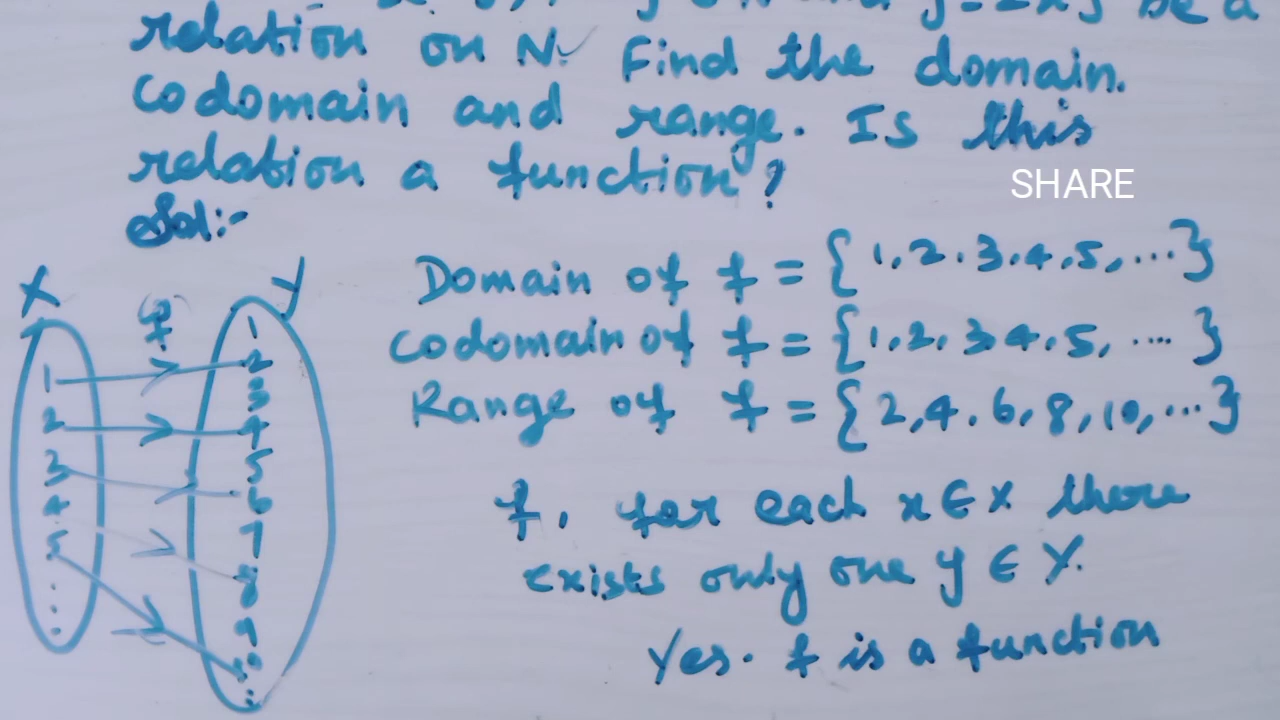 y = 2x} be a
relation on N. Find the domain.
codomain and range. Is this
relation a function?
SHARE
Sol:-
Domain of f = {1, 2, 3, 4, 5, ...}
codomain of f = {1, 2, 3, 4, 5, ....}
Range of f = {2, 4, 6, 8, 10, ...}
f, for each x ∈ X there
exists only one y ∈ Y.
Yes. f is a function
X f Y
1
1 2
3
2 4
3 5
6
4 7
5 8
9
10